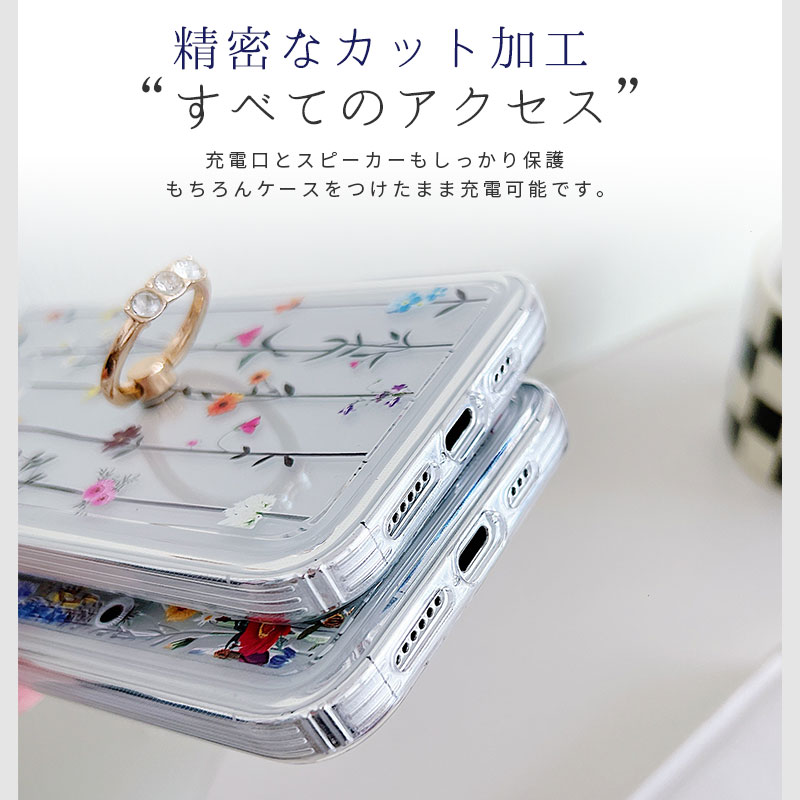 精密なカット加工
“すべてのアクセス”
充電口とスピーカーもしっかり保護
もちろんケースをつけたまま充電可能です。